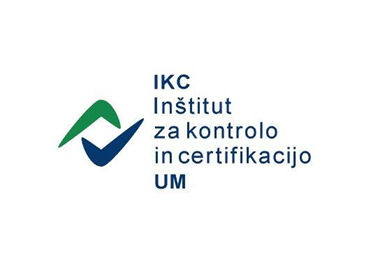 IKC
Inštitut
za kontrolo
in certifikacijo
UM